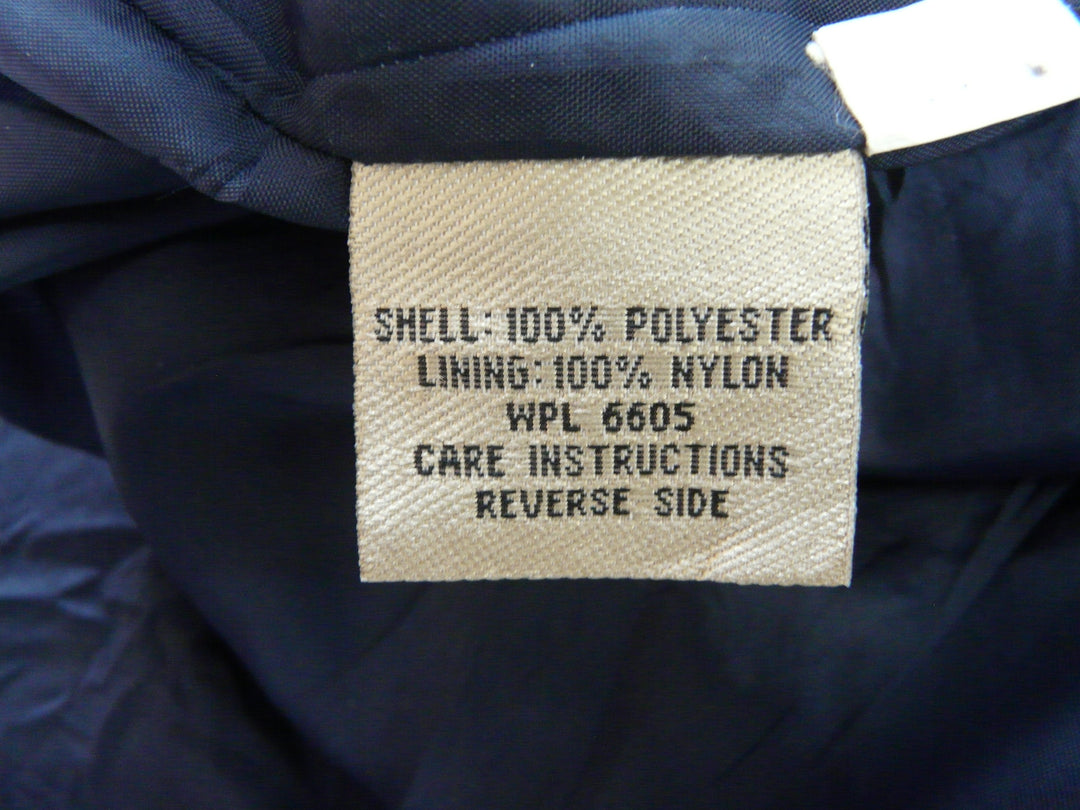 SHELL: 100% POLYESTER
LINING: 100% NYLON
WPL 6605
CARE INSTRUCTIONS
REVERSE SIDE